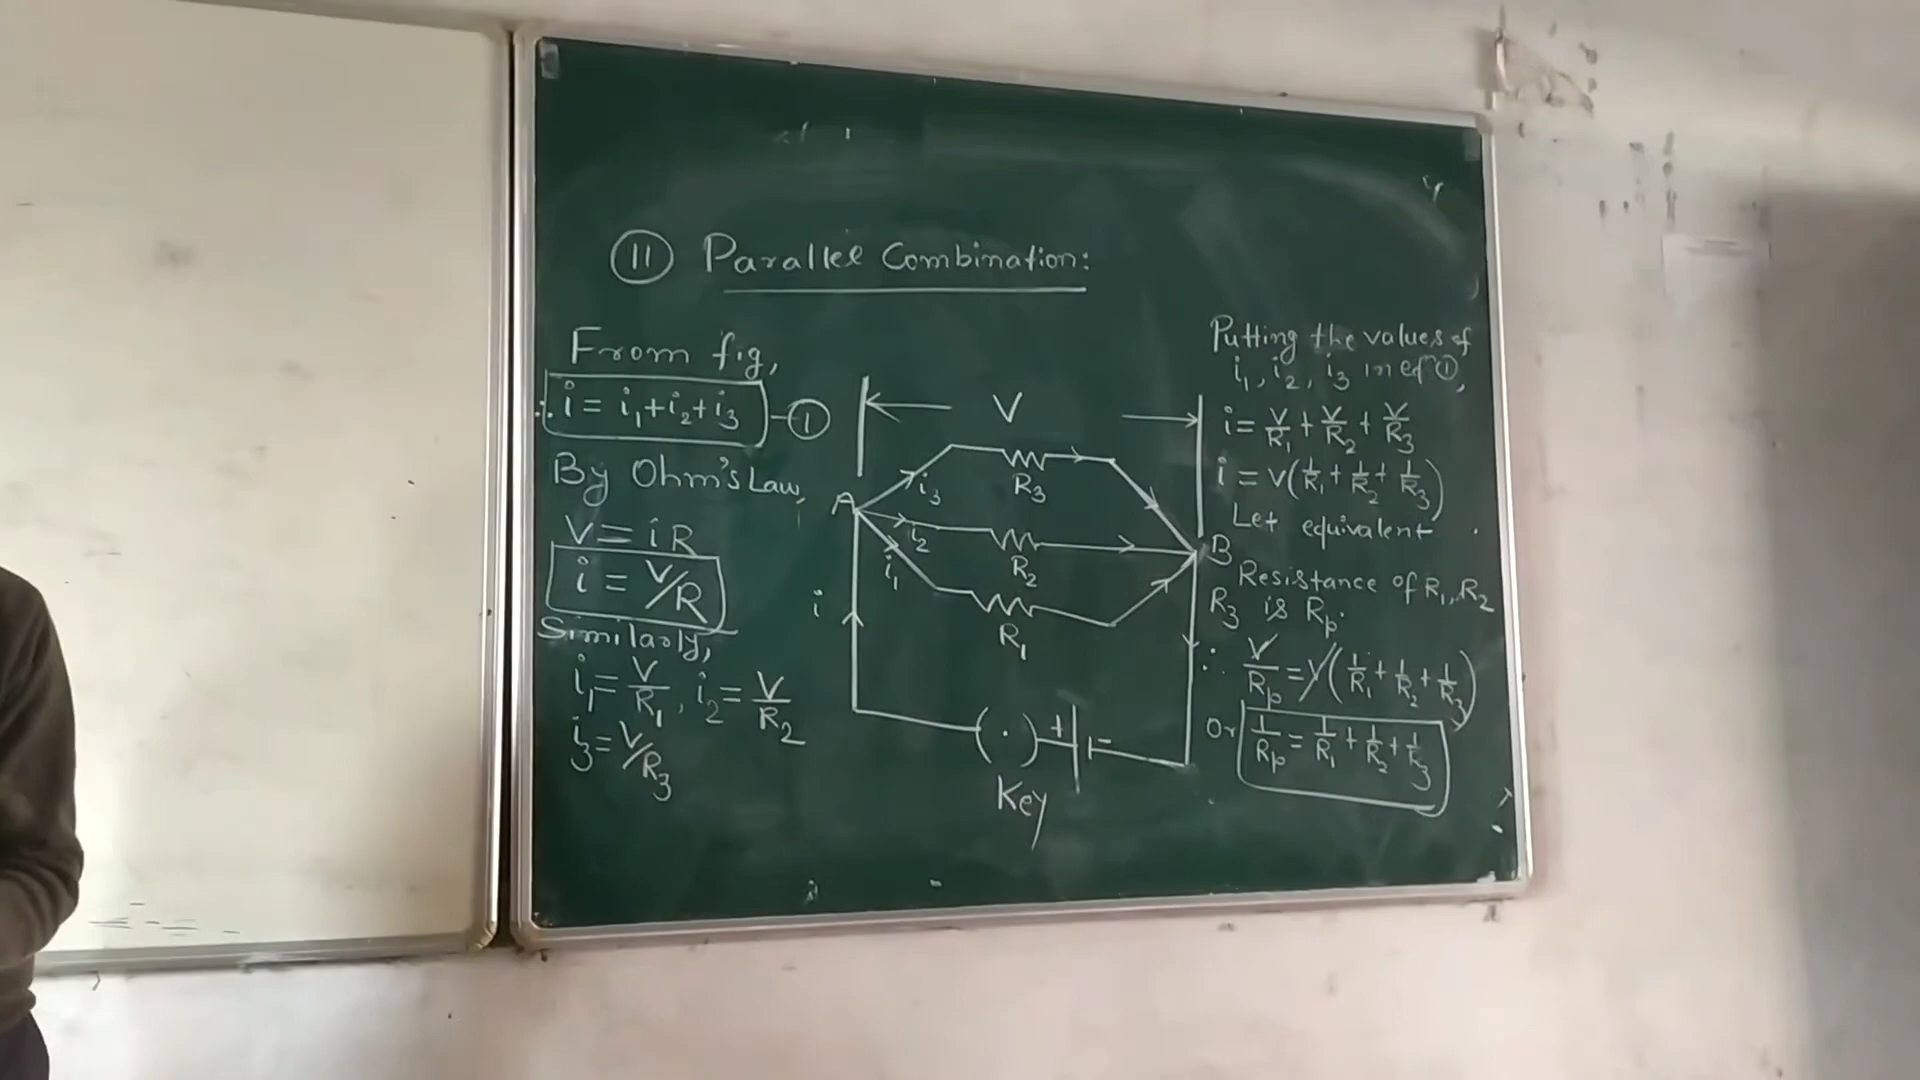 II Parallel Combination:
From fig,
∴ i = i₁+i₂+i₃ -①
By Ohm's Law,
V = iR
i = V/R
Similarly,
i₁ = V/R₁, i₂ = V/R₂
i₃ = V/R₃
V
i₃
R₃
A
i₂
R₂
B
i₁
R₁
i
+ -
Key
Putting the values of
i₁, i₂, i₃ in eqⁿ ①,
i = V/R₁ + V/R₂ + V/R₃
i = V(1/R₁ + 1/R₂ + 1/R₃)
Let equivalent
Resistance of R₁, R₂
R₃ is Rₚ.
∴ V/Rₚ = V(1/R₁ + 1/R₂ + 1/R₃)
Or 1/Rₚ = 1/R₁ + 1/R₂ + 1/R₃